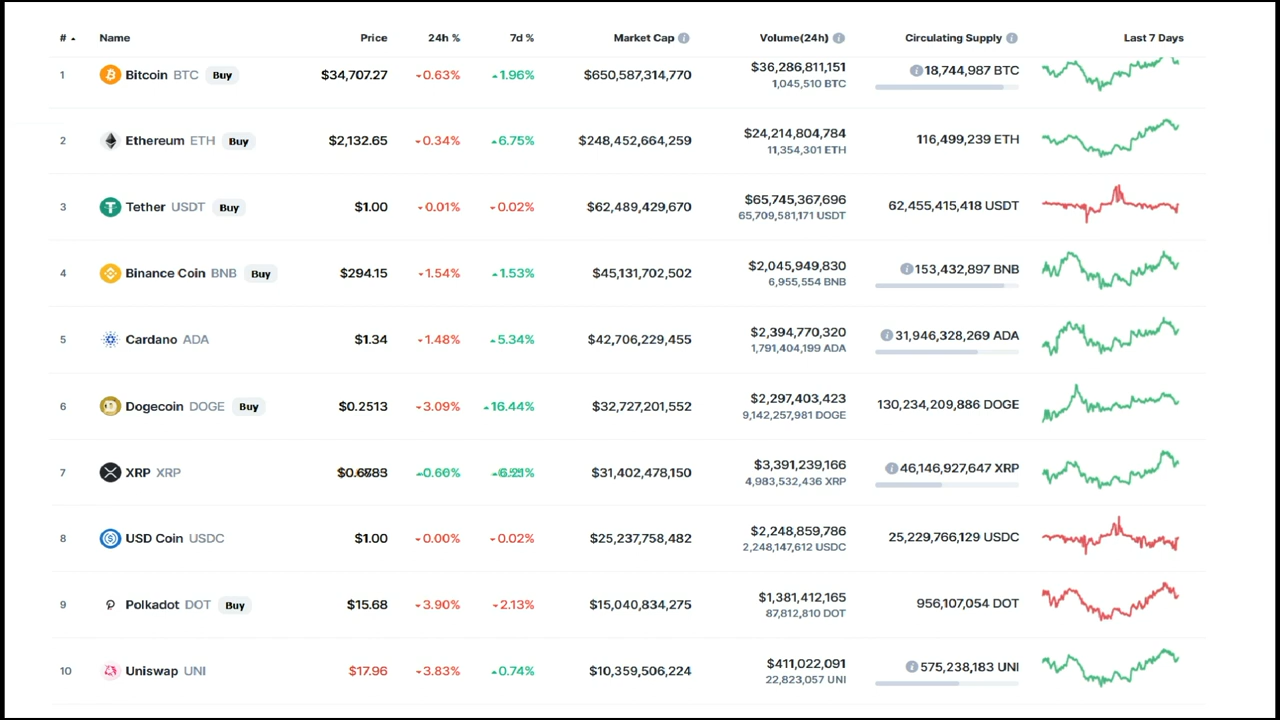 # Name Price 24h % 7d % Market Cap Volume(24h) Circulating Supply Last 7 Days
1 Bitcoin BTC Buy $34,707.27 0.63% 1.96% $650,587,314,770 $36,286,811,151 18,744,987 BTC
1,045,510 BTC
2 Ethereum ETH Buy $2,132.65 0.34% 6.75% $248,452,664,259 $24,214,804,784 116,499,239 ETH
11,354,301 ETH
3 Tether USDT Buy $1.00 0.01% 0.02% $62,489,429,670 $65,745,367,696 62,455,415,418 USDT
65,709,581,171 USDT
4 Binance Coin BNB Buy $294.15 1.54% 1.53% $45,131,702,502 $2,045,949,830 153,432,897 BNB
6,955,554 BNB
5 Cardano ADA $1.34 1.48% 5.34% $42,706,229,455 $2,394,770,320 31,946,328,269 ADA
1,791,404,199 ADA
6 Dogecoin DOGE Buy $0.2513 3.09% 16.44% $32,727,201,552 $2,297,403,423 130,234,209,886 DOGE
9,142,257,981 DOGE
7 XRP XRP $31,402,478,150 $3,391,239,166 46,146,927,647 XRP
4,983,532,436 XRP
8 USD Coin USDC $1.00 0.00% 0.02% $25,237,758,482 $2,248,859,786 25,229,766,129 USDC
2,248,147,612 USDC
9 Polkadot DOT Buy $15.68 3.90% 2.13% $15,040,834,275 $1,381,412,165 956,107,054 DOT
87,812,810 DOT
10 Uniswap UNI $17.96 3.83% 0.74% $10,359,506,224 $411,022,091 575,238,183 UNI
22,823,057 UNI